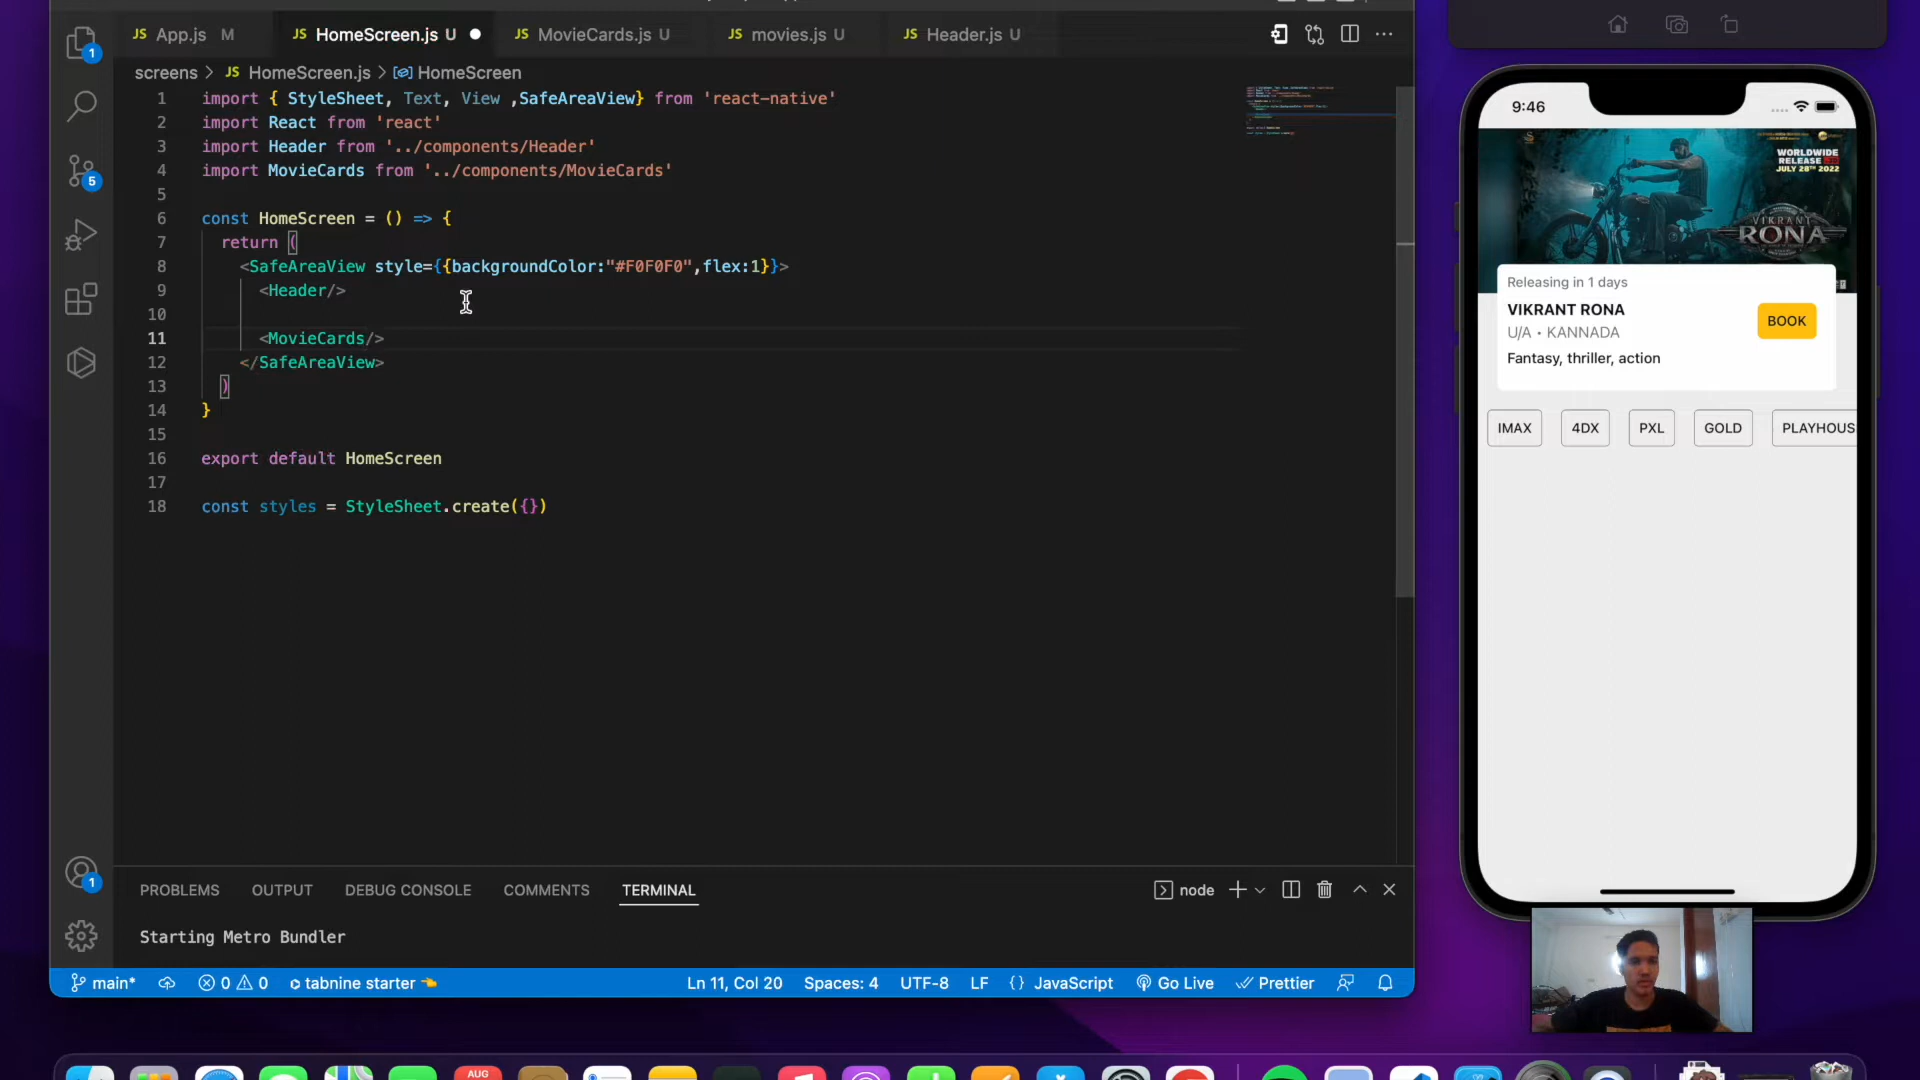 JS App.js M
JS HomeScreen.js U
JS MovieCards.js U
JS movies.js U
JS Header.js U
screens > JS HomeScreen.js > HomeScreen
1 import { StyleSheet, Text, View ,SafeAreaView} from 'react-native'
2 import React from 'react'
3 import Header from '../components/Header'
4 import MovieCards from '../components/MovieCards'
5
6 const HomeScreen = () => {
7 return (
8 <SafeAreaView style={{backgroundColor:"#F0F0F0",flex:1}}>
9 <Header/>
10
11 <MovieCards/>
12 </SafeAreaView>
13 )
14 }
15
16 export default HomeScreen
17
18 const styles = StyleSheet.create({})
1
5
1
PROBLEMS OUTPUT DEBUG CONSOLE COMMENTS TERMINAL
node
Starting Metro Bundler
main* 0 0 tabnine starter Ln 11, Col 20 Spaces: 4 UTF-8 LF {} JavaScript Go Live Prettier
9:46
WORLDWIDE
RELEASE
JULY 28TH 2022
VIKRANT
RONA
Releasing in 1 days
VIKRANT RONA
U/A • KANNADA
Fantasy, thriller, action
BOOK
IMAX 4DX PXL GOLD PLAYHOUS
AUG